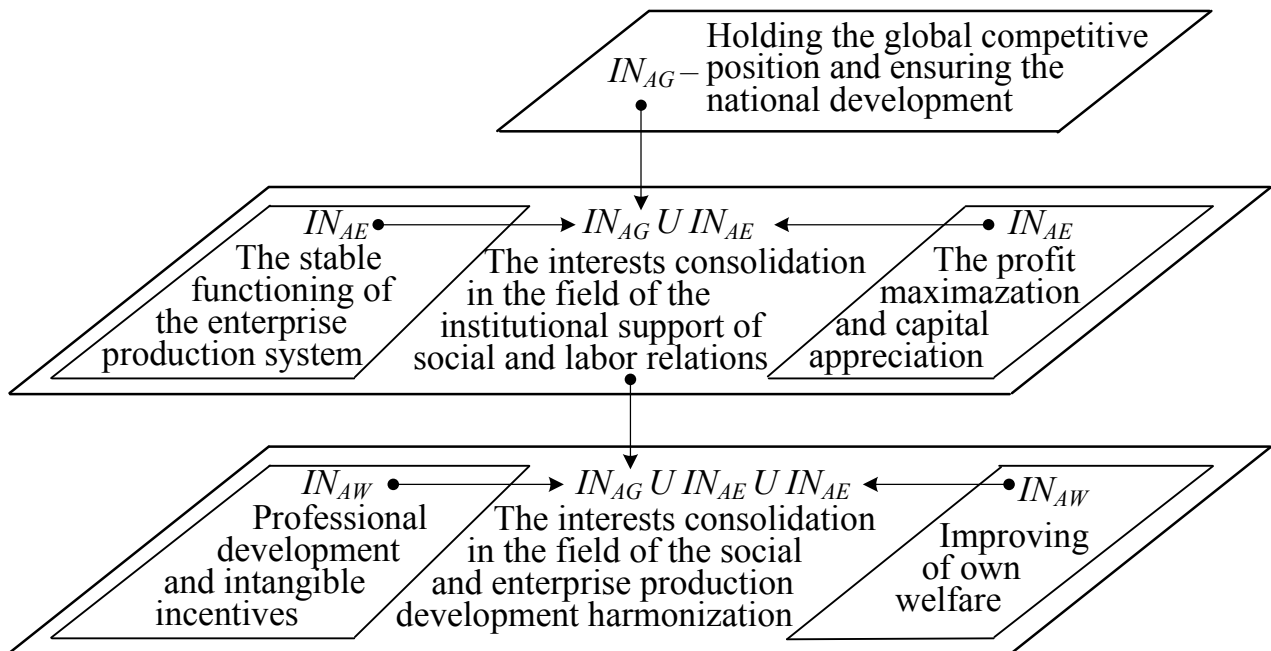 IN_AG – Holding the global competitive
position and ensuring the
national development
IN_AE
The stable
functioning of
the enterprise
production system
IN_AG U IN_AE
The interests consolidation
in the field of the
institutional support of
social and labor relations
IN_AE
The profit
maximazation
and capital
appreciation
IN_AW
Professional
development
and intangible
incentives
IN_AG U IN_AE U IN_AE
The interests consolidation
in the field of the social
and enterprise production
development harmonization
IN_AW
Improving
of own
welfare